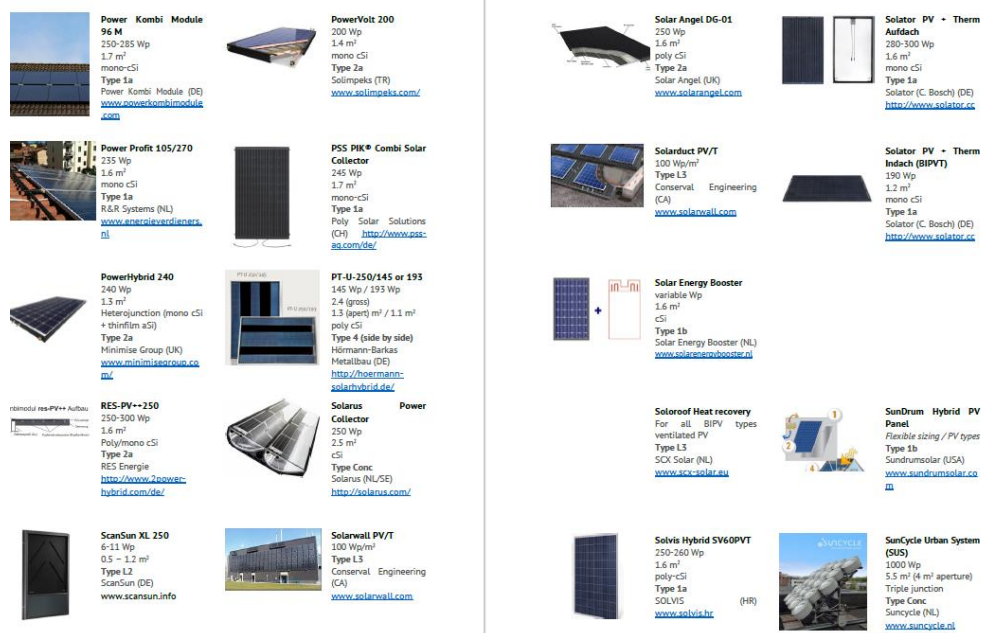 Power Kombi Module
96 M
250-285 Wp
1.7 m²
mono-cSi
Type 1a
Power Kombi Module (DE)
www.powerkombimodule
.com
PowerVolt 200
200 Wp
1.4 m²
mono cSi
Type 2a
Solimpeks (TR)
www.solimpeks.com/
Power Profit 105/270
235 Wp
1.6 m²
mono cSi
Type 1a
R&R Systems (NL)
www.energieverdieners.
nl
PSS PIK® Combi Solar
Collector
245 Wp
1.7 m²
mono-cSi
Type 1a
Poly Solar Solutions
(CH) http://www.pss-
ag.com/de/
PowerHybrid 240
240 Wp
1.3 m²
Heterojunction (mono cSi
+ thinfilm aSi)
Type 2a
Minimise Group (UK)
www.minimisegroup.co
m/
PT-U-250/145 or 193
145 Wp / 193 Wp
2.4 (gross)
1.3 (apert) m² / 1.1 m²
poly cSi
Type 4 (side by side)
Hörmann-Barkas
Metallbau (DE)
http://hoermann-
solarhybrid.de/
nbimodul res-PV++ Aufbau
RES-PV++250
250-300 Wp
1.6 m²
Poly/mono cSi
Type 2a
RES Energie
http://www.2power-
hybrid.com/de/
Solarus Power
Collector
250 Wp
2.5 m²
cSi
Type Conc
Solarus (NL/SE)
http://solarus.com/
ScanSun XL 250
6-11 Wp
0.5 – 1.2 m²
Type L2
ScanSun (DE)
www.scansun.info
Solarwall PV/T
100 Wp/m²
Type L3
Conserval Engineering
(CA)
www.solarwall.com
Solar Angel DG-01
250 Wp
1.6 m²
poly cSi
Type 2a
Solar Angel (UK)
www.solarangel.com
Solator PV + Therm
Aufdach
280-300 Wp
1.6 m²
mono cSi
Type 1a
Solator (C. Bosch) (DE)
http://www.solator.cc
Solarduct PV/T
100 Wp/m²
Type L3
Conserval Engineering
(CA)
www.solarwall.com
Solator PV + Therm
Indach (BIPVT)
190 Wp
1.2 m²
mono cSi
Type 1a
Solator (C. Bosch) (DE)
http://www.solator.cc
+
Solar Energy Booster
variable Wp
1.6 m²
cSi
Type 1b
Solar Energy Booster (NL)
www.solarenergybooster.nl
Soloroof Heat recovery
For all BIPV types
ventilated PV
Type L3
SCX Solar (NL)
www.scx-solar.eu
1
2
4
SunDrum Hybrid PV
Panel
Flexible sizing / PV types
Type 1b
Sundrumsolar (USA)
www.sundrumsolar.co
m
Solvis Hybrid SV60PVT
250-260 Wp
1.6 m²
poly-cSi
Type 1a
SOLVIS (HR)
www.solvis.hr
SUNCYCLE
SunCycle Urban System
(SUS)
1000 Wp
5.5 m² (4 m² aperture)
Triple junction
Type Conc
Suncycle (NL)
www.suncycle.nl